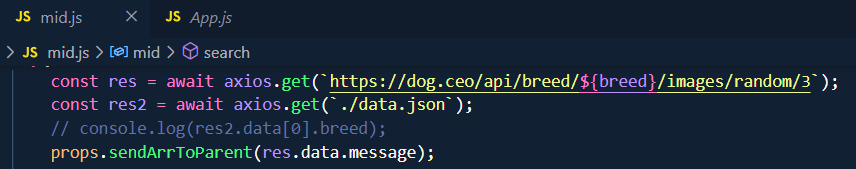 JS mid.js × JS App.js
> JS mid.js > mid > search
const res = await axios.get(`https://dog.ceo/api/breed/${breed}/images/random/3`);
const res2 = await axios.get(`./data.json`);
// console.log(res2.data[0].breed);
props.sendArrToParent(res.data.message);